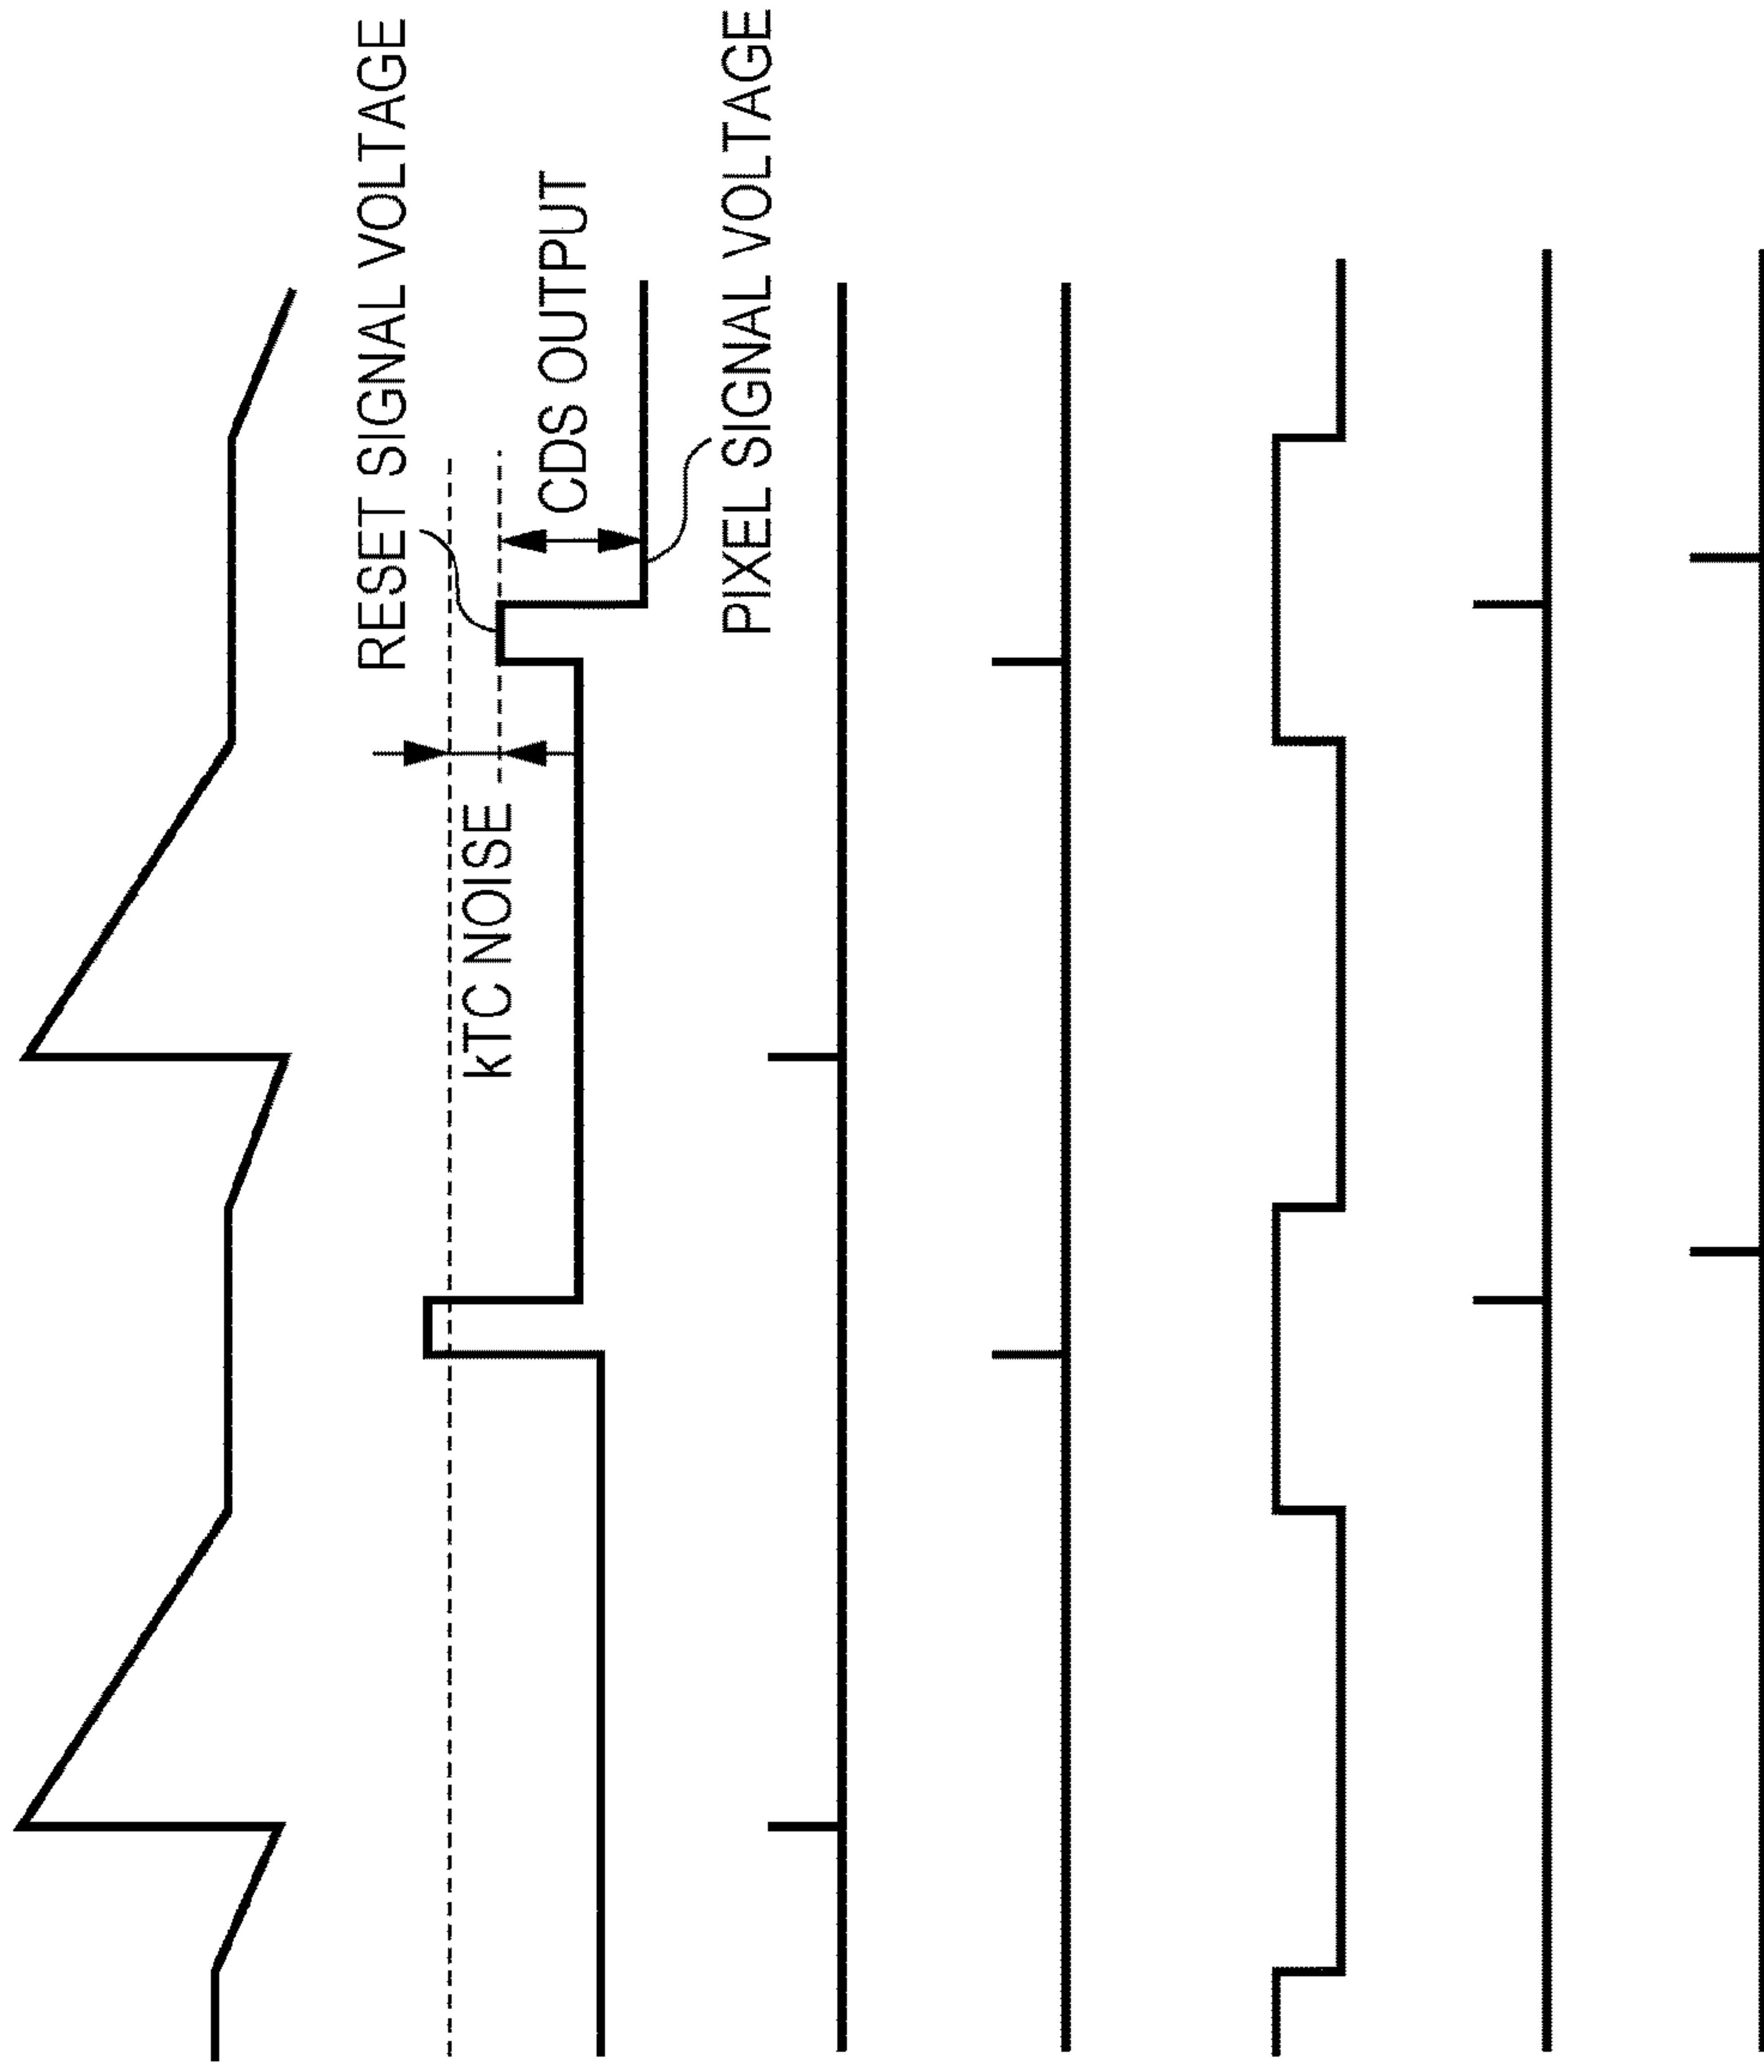 RESET SIGNAL VOLTAGE
kTC NOISE
CDS OUTPUT
PIXEL SIGNAL VOLTAGE